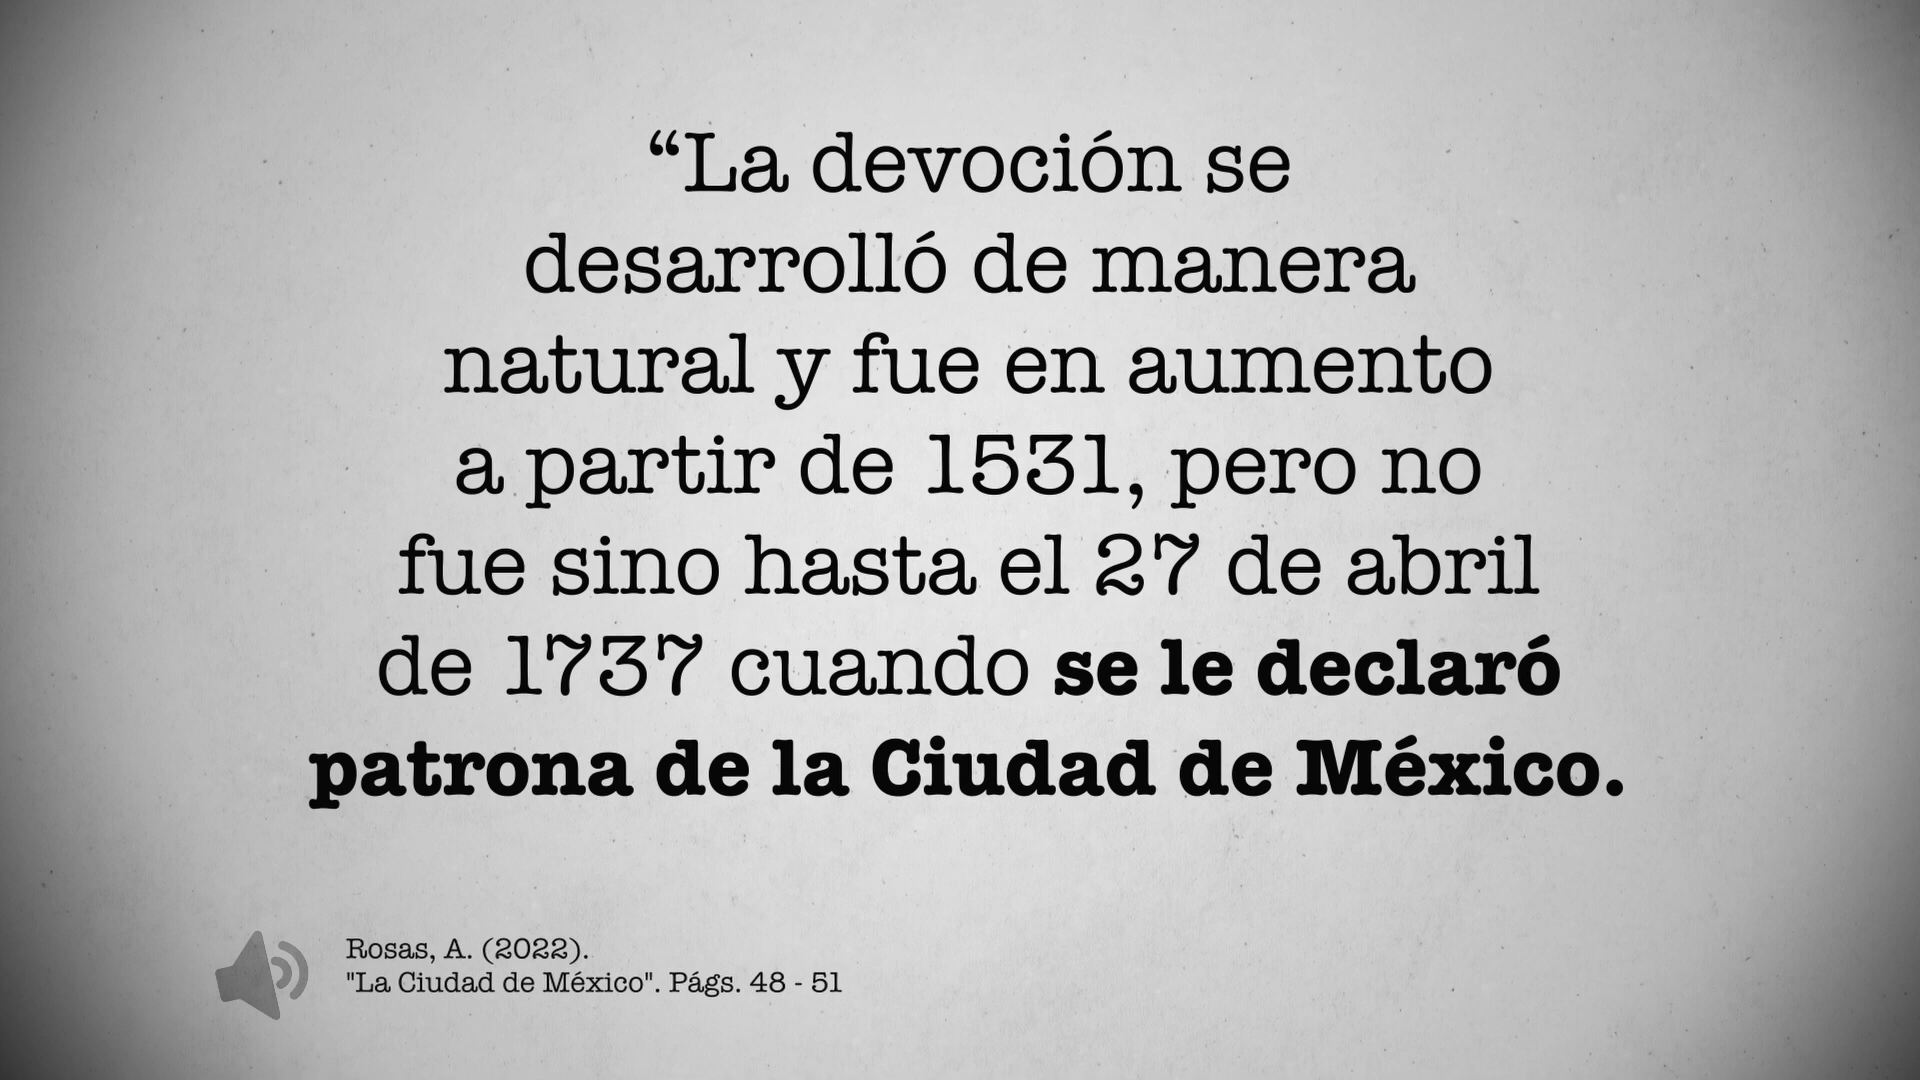 “La devoción se
desarrolló de manera
natural y fue en aumento
a partir de 1531, pero no
fue sino hasta el 27 de abril
de 1737 cuando se le declaró
patrona de la Ciudad de México.
Rosas, A. (2022).
"La Ciudad de México". Págs. 48 - 51